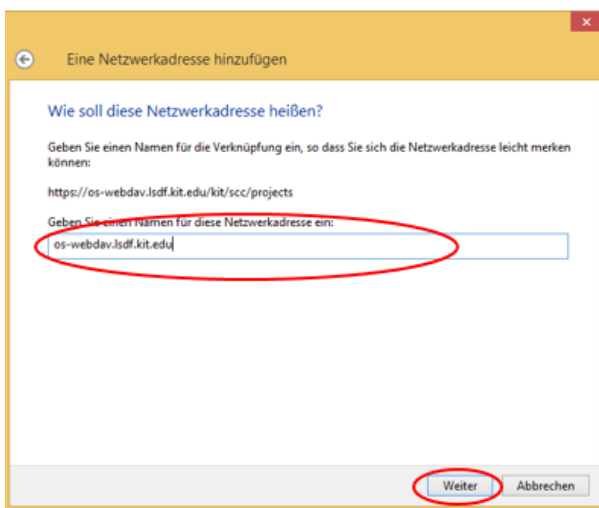 Eine Netzwerkadresse hinzufügen
Wie soll diese Netzwerkadresse heißen?
Geben Sie einen Namen für die Verknüpfung ein, so dass Sie sich die Netzwerkadresse leicht merken
können:
https://os-webdav.lsdf.kit.edu/kit/scc/projects
Geben Sie einen Namen für diese Netzwerkadresse ein:
os-webdav.lsdf.kit.edu
Weiter Abbrechen